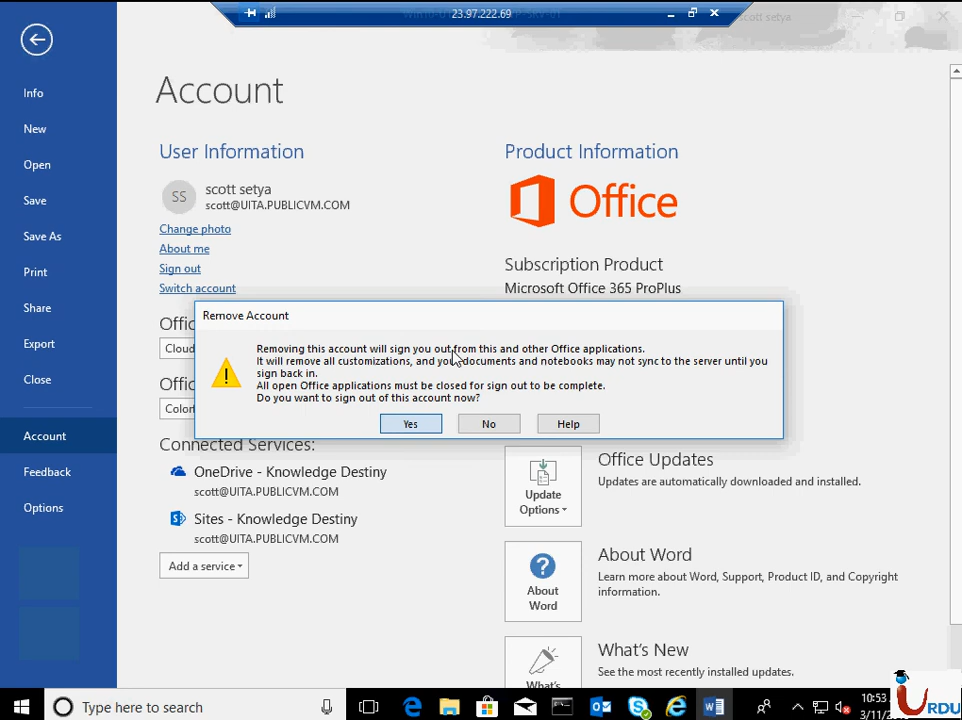 23.97.222.69
scott setya
Account
Info
New
Open
Save
Save As
Print
Share
Export
Close
Account
Feedback
Options
User Information
SS
scott setya
scott@UITA.PUBLICVM.COM
Change photo
About me
Sign out
Switch account
Offic
Cloud
Offic
Colorf
Connected Services:
OneDrive - Knowledge Destiny
scott@UITA.PUBLICVM.COM
Sites - Knowledge Destiny
scott@UITA.PUBLICVM.COM
Add a service
Product Information
Office
Subscription Product
Microsoft Office 365 ProPlus
Remove Account
Removing this account will sign you out from this and other Office applications.
It will remove all customizations, and your documents and notebooks may not sync to the server until you
sign back in.
All open Office applications must be closed for sign out to be complete.
Do you want to sign out of this account now?
Yes
No
Help
Update
Options
Office Updates
Updates are automatically downloaded and installed.
About
Word
About Word
Learn more about Word, Support, Product ID, and Copyright
information.
What's
What's New
See the most recently installed updates.
Type here to search
10:53
3/11/
URDU